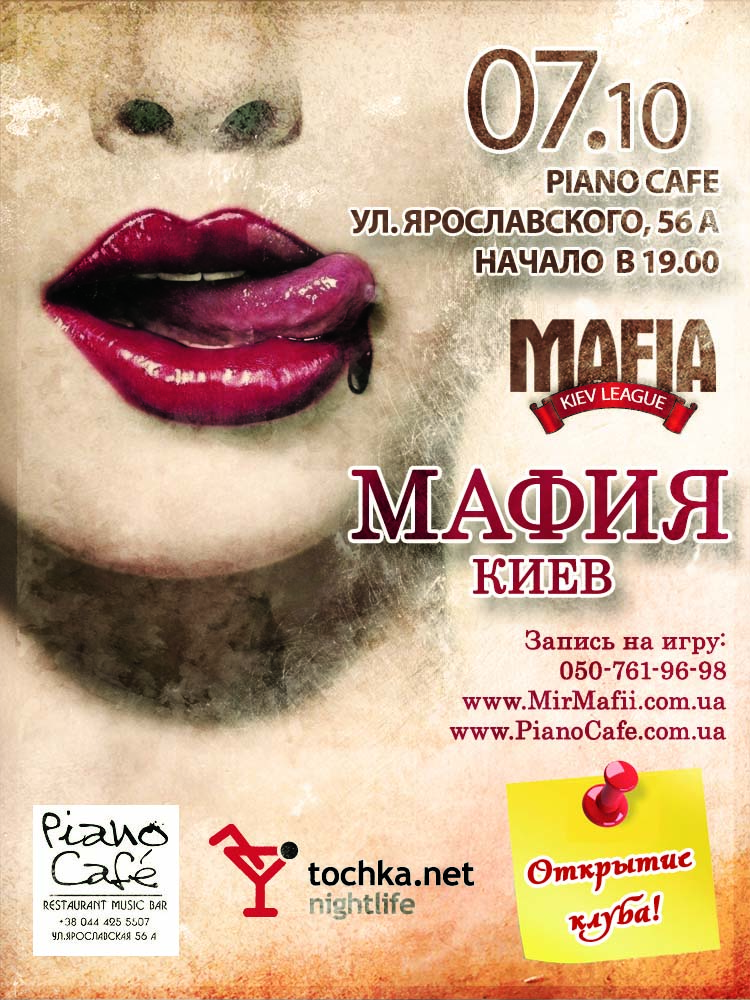 07.10
PIANO CAFE
УЛ. ЯРОСЛАВСКОГО, 56 А
НАЧАЛО В 19.00
MAFIA
KIEV LEAGUE
МАФИЯ
КИЕВ
Запись на игру:
050-761-96-98
www.MirMafii.com.ua
www.PianoCafe.com.ua
Piano
Café
RESTAURANT MUSIC BAR
+38 044 425 5507
УЛ.ЯРОСЛАВСКАЯ 56 А
tochka.net
nightlife
Открытие
клуба!